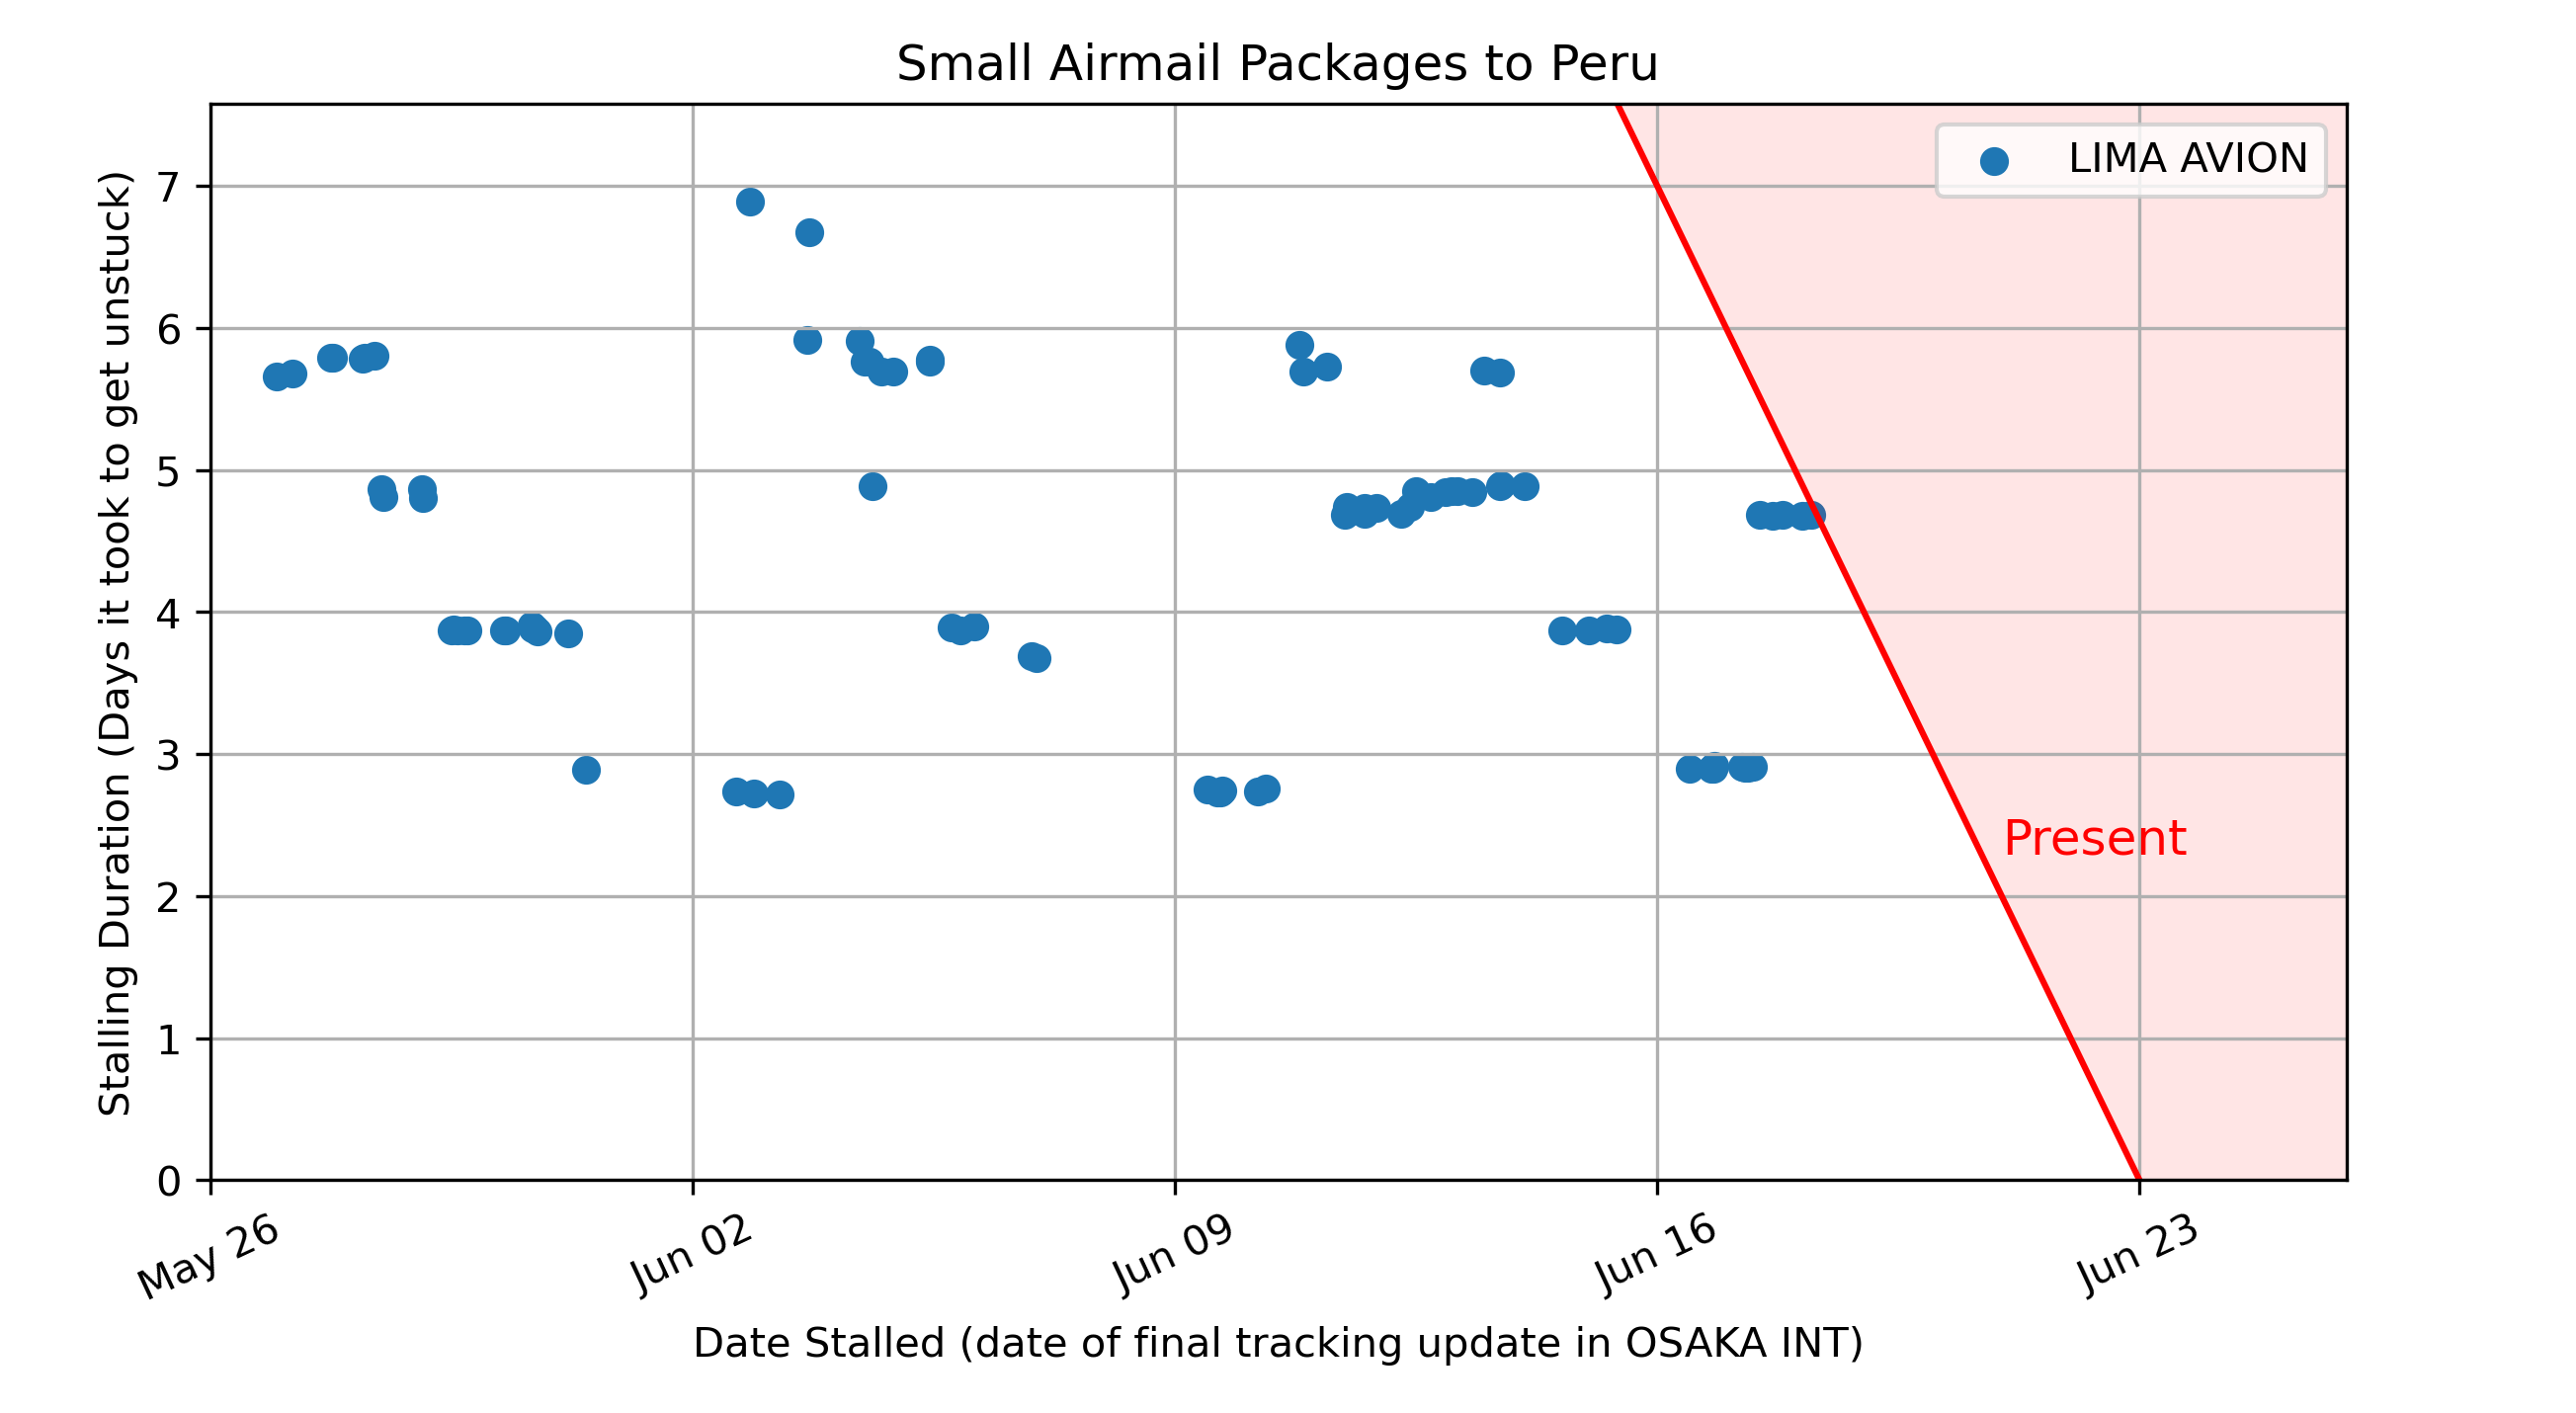 Small Airmail Packages to Peru
LIMA AVION
Stalling Duration (Days it took to get unstuck)
7
6
5
4
3
2
1
0
Present
May 26
Jun 02
Jun 09
Jun 16
Jun 23
Date Stalled (date of final tracking update in OSAKA INT)